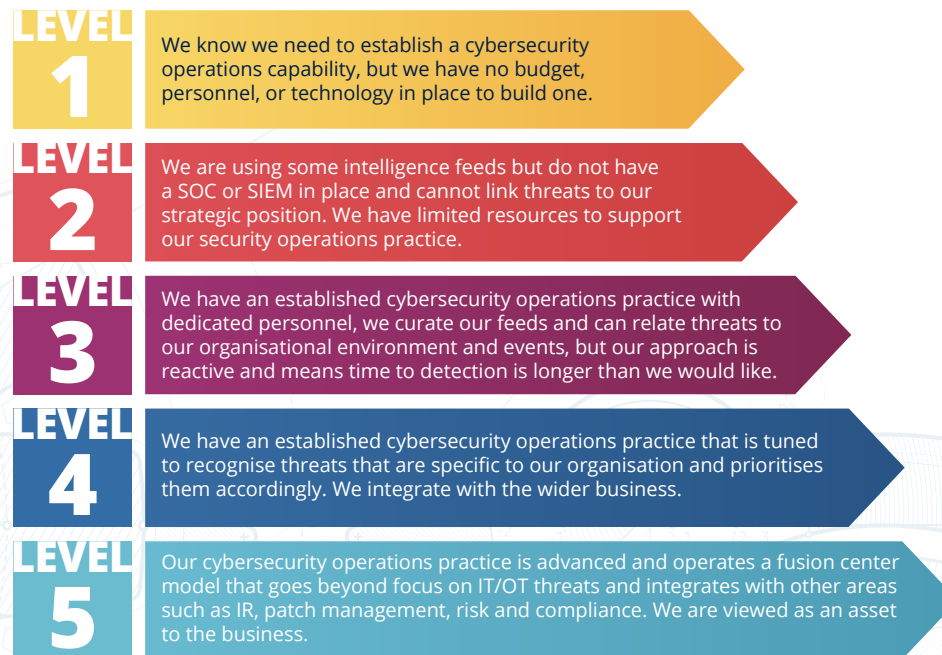 LEVEL
1
We know we need to establish a cybersecurity
operations capability, but we have no budget,
personnel, or technology in place to build one.
LEVEL
2
We are using some intelligence feeds but do not have
a SOC or SIEM in place and cannot link threats to our
strategic position. We have limited resources to support
our security operations practice.
LEVEL
3
We have an established cybersecurity operations practice with
dedicated personnel, we curate our feeds and can relate threats to
our organisational environment and events, but our approach is
reactive and means time to detection is longer than we would like.
LEVEL
4
We have an established cybersecurity operations practice that is tuned
to recognise threats that are specific to our organisation and prioritises
them accordingly. We integrate with the wider business.
LEVEL
5
Our cybersecurity operations practice is advanced and operates a fusion center
model that goes beyond focus on IT/OT threats and integrates with other areas
such as IR, patch management, risk and compliance. We are viewed as an asset
to the business.